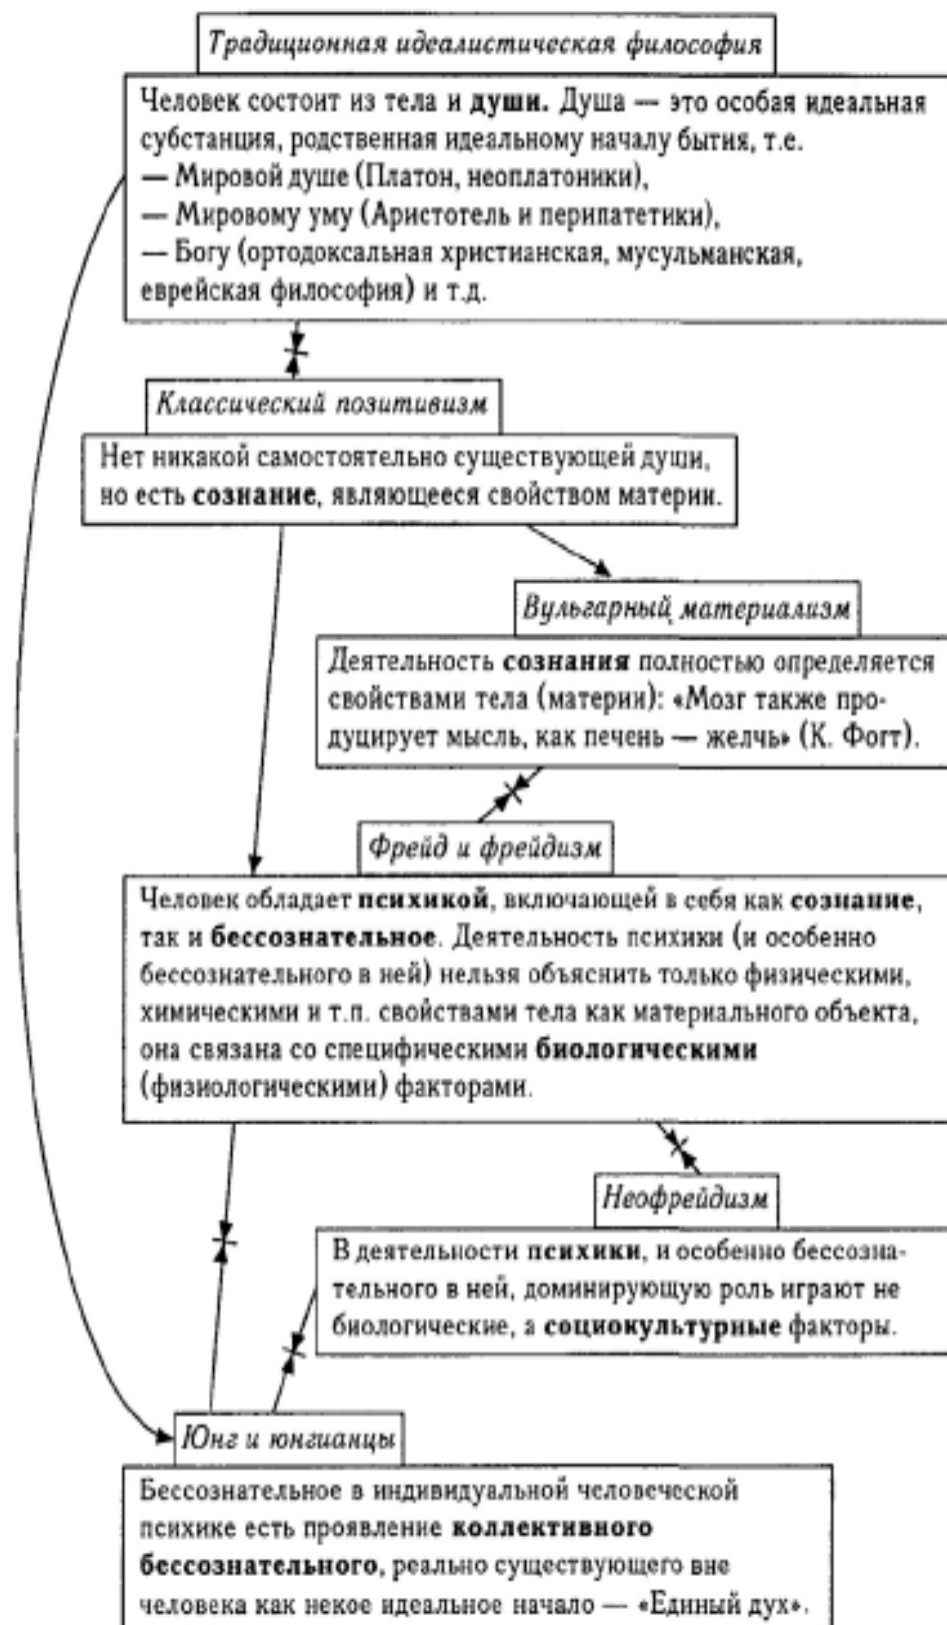 Традиционная идеалистическая философия
Человек состоит из тела и души. Душа — это особая идеальная
субстанция, родственная идеальному началу бытия, т.е.
— Мировой душе (Платон, неоплатоники),
— Мировому уму (Аристотель и перипатетики),
— Богу (ортодоксальная христианская, мусульманская,
еврейская философия) и т.д.
Классический позитивизм
Нет никакой самостоятельно существующей души,
но есть сознание, являющееся свойством материи.
Вульгарный материализм
Деятельность сознания полностью определяется
свойствами тела (материи): «Мозг также про-
дуцирует мысль, как печень — желчь» (К. Фогт).
Фрейд и фрейдизм
Человек обладает психикой, включающей в себя как сознание,
так и бессознательное. Деятельность психики (и особенно
бессознательного в ней) нельзя объяснить только физическими,
химическими и т.п. свойствами тела как материального объекта,
она связана со специфическими биологическими
(физиологическими) факторами.
Неофрейдизм
В деятельности психики, и особенно бессозна-
тельного в ней, доминирующую роль играют не
биологические, а социокультурные факторы.
Юнг и юнгианцы
Бессознательное в индивидуальной человеческой
психике есть проявление коллективного
бессознательного, реально существующего вне
человека как некое идеальное начало — «Единый дух».